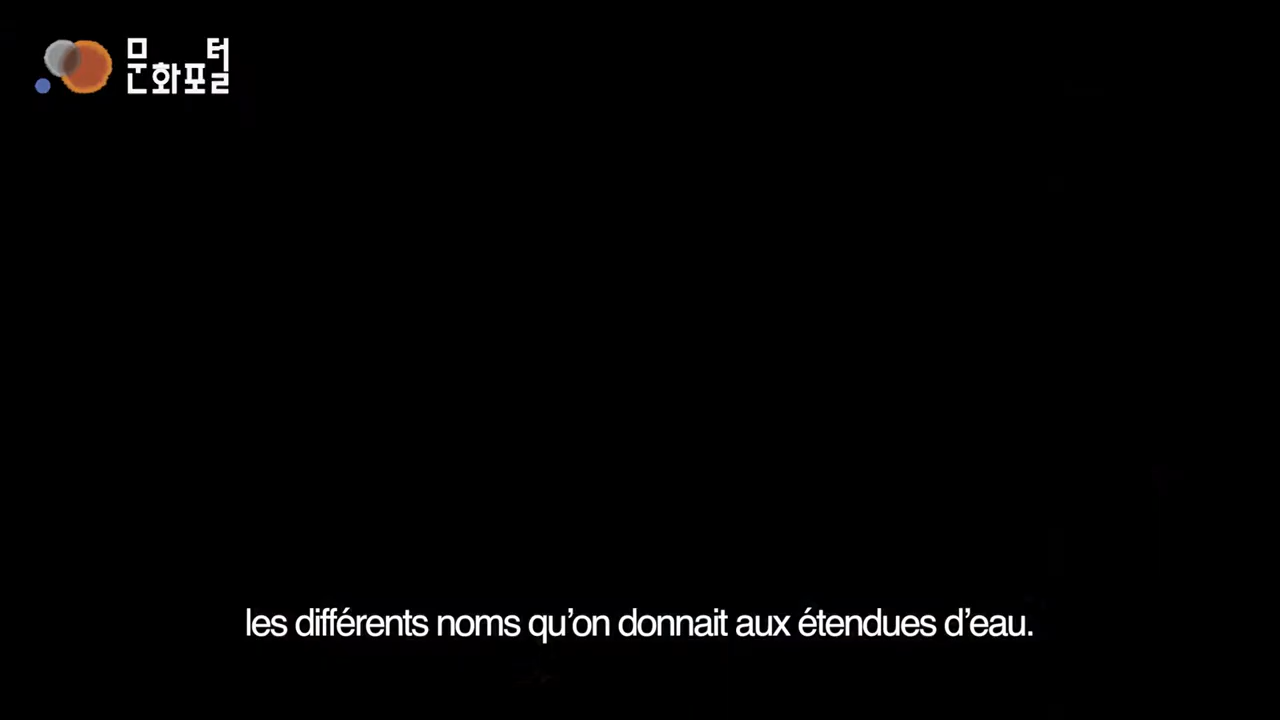 문화포털
les différents noms qu’on donnait aux étendues d’eau.